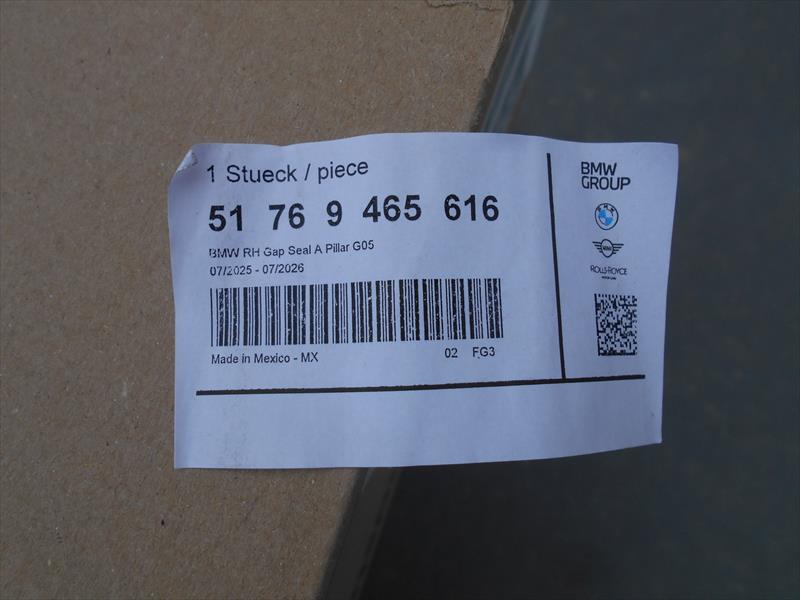 1 Stueck / piece
51 76 9 465 616
BMW RH Gap Seal A Pillar G05
07/2025 - 07/2026
Made in Mexico - MX
02 FG3
BMW
GROUP
MINI
ROLLS-ROYCE